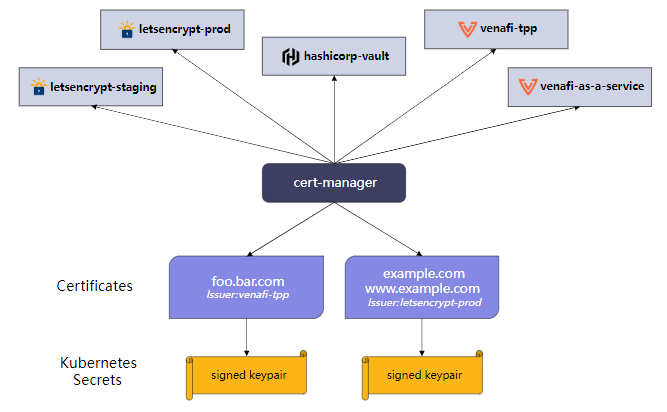 letsencrypt-prod
venafi-tpp
hashicorp-vault
letsencrypt-staging
venafi-as-a-service
cert-manager
Certificates
foo.bar.com
Issuer:venafi-tpp
example.com
www.example.com
Issuer:letsencrypt-prod
Kubernetes
Secrets
signed keypair
signed keypair